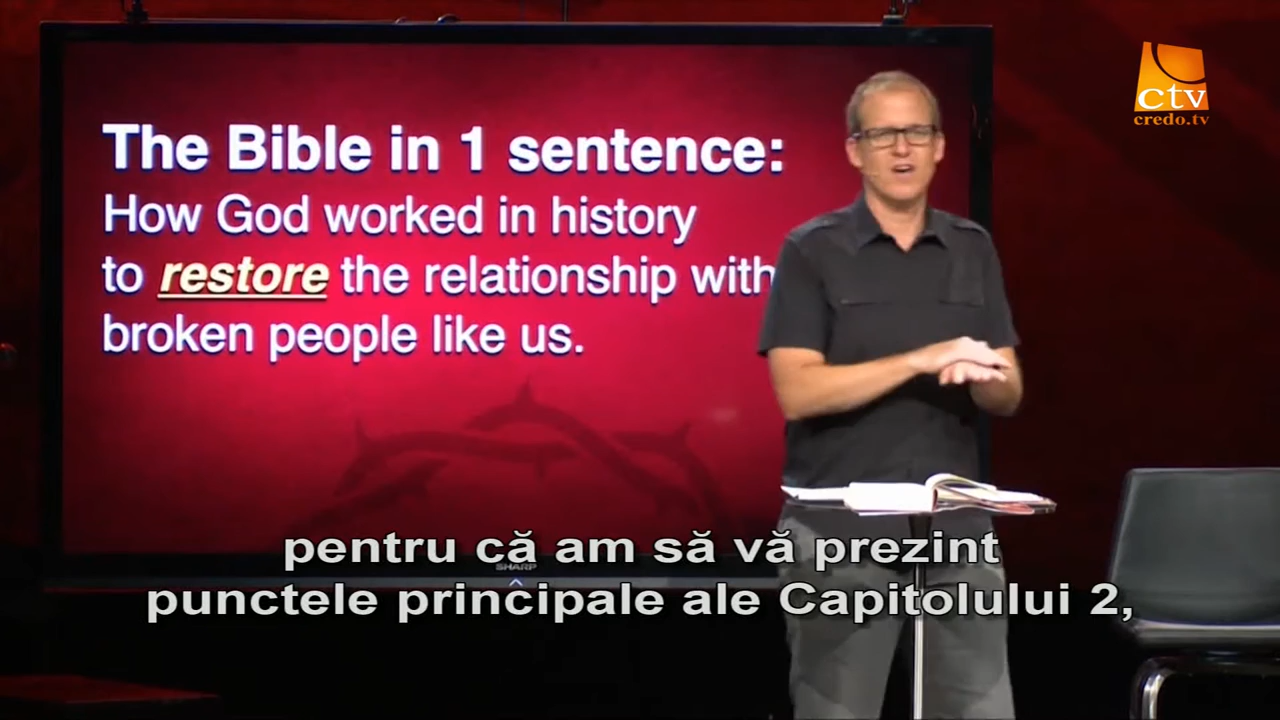 The Bible in 1 sentence:
How God worked in history
to restore the relationship with
broken people like us.
ctv
credo.tv
SHARP
pentru că am să vă prezint
punctele principale ale Capitolului 2,